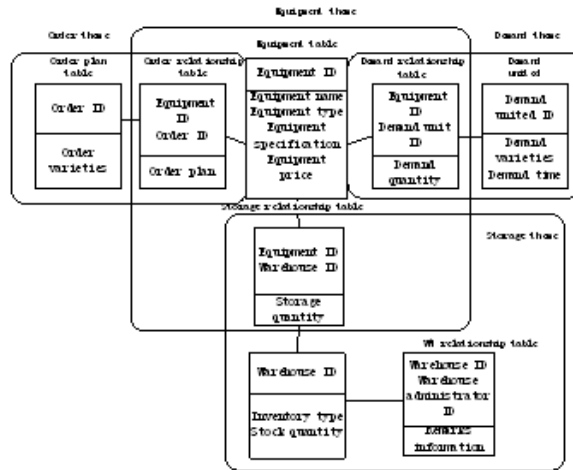 Equipment theme
Order theme
Equipment table
Demand theme
Order plan
table
Order relationship
table
Demand relationship
table
Demand
united
Order ID
Order
varieties
Equipment
ID
Order ID
Order plan
Equipment ID
Equipment name
Equipment type
Equipment
specification
Equipment
price
Equipment
ID
Demand unit
ID
Demand
quantity
Demand
united ID
Demand
varieties
Demand time
Storage relationship table
Storage theme
Equipment ID
Warehouse ID
Storage
quantity
relationship table
Warehouse ID
Inventory type
Stock quantity
Warehouse ID
Warehouse
administrator
ID
Remarks
information